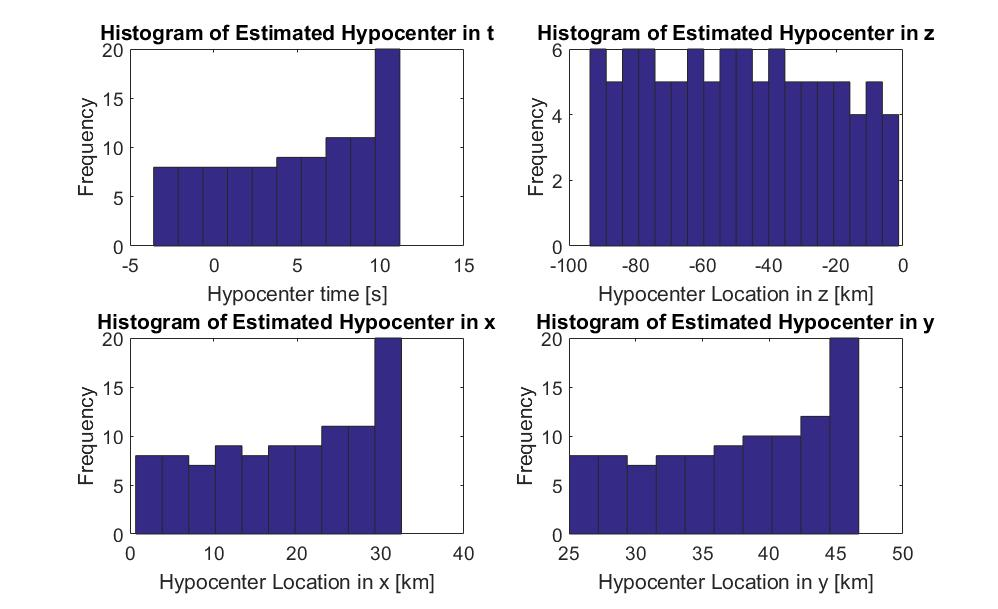 Histogram of Estimated Hypocenter in t
20
15
10
5
0
Frequency
-5 0 5 10 15
Hypocenter time [s]
Histogram of Estimated Hypocenter in z
6
4
2
0
Frequency
-100 -80 -60 -40 -20 0
Hypocenter Location in z [km]
Histogram of Estimated Hypocenter in x
20
15
10
5
0
Frequency
0 10 20 30 40
Hypocenter Location in x [km]
Histogram of Estimated Hypocenter in y
20
15
10
5
0
Frequency
25 30 35 40 45 50
Hypocenter Location in y [km]